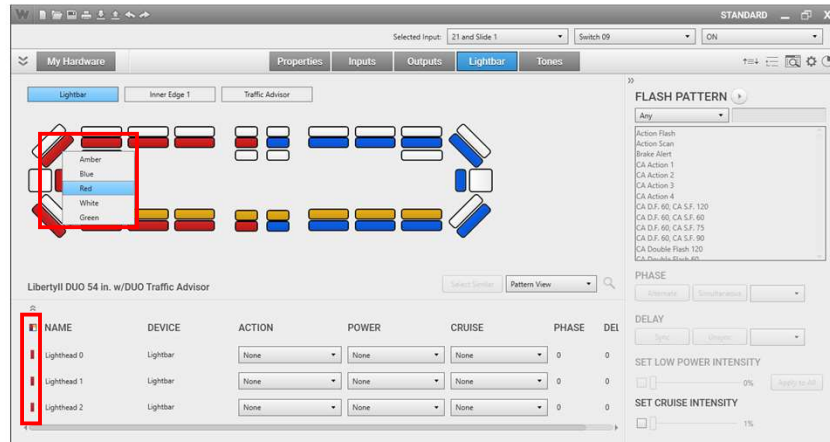 W STANDARD X
Selected Input: 21 and Slide 1 Switch 09 ON
My Hardware Properties Inputs Outputs Lightbar Tones
Lightbar Inner Edge 1 Traffic Advisor
Amber
Blue
Red
White
Green
LibertyII DUO 54 in. w/DUO Traffic Advisor
Select Similar Pattern View
NAME DEVICE ACTION POWER CRUISE PHASE DEL
Lighthead 0 Lightbar None None None 0 0
Lighthead 1 Lightbar None None None 0 0
Lighthead 2 Lightbar None None None 0 0
FLASH PATTERN
Any
Action Flash
Action Scan
Brake Alert
CA Action 1
CA Action 2
CA Action 3
CA Action 4
CA D.F. 60, CA S.F. 120
CA D.F. 60, CA S.F. 60
CA D.F. 60, CA S.F. 75
CA D.F. 60, CA S.F. 90
CA Double Flash 120
CA Double Flash 60
PHASE
Alternate Simultaneous
DELAY
Sync
SET LOW POWER INTENSITY
0% Apply to All
SET CRUISE INTENSITY
1%